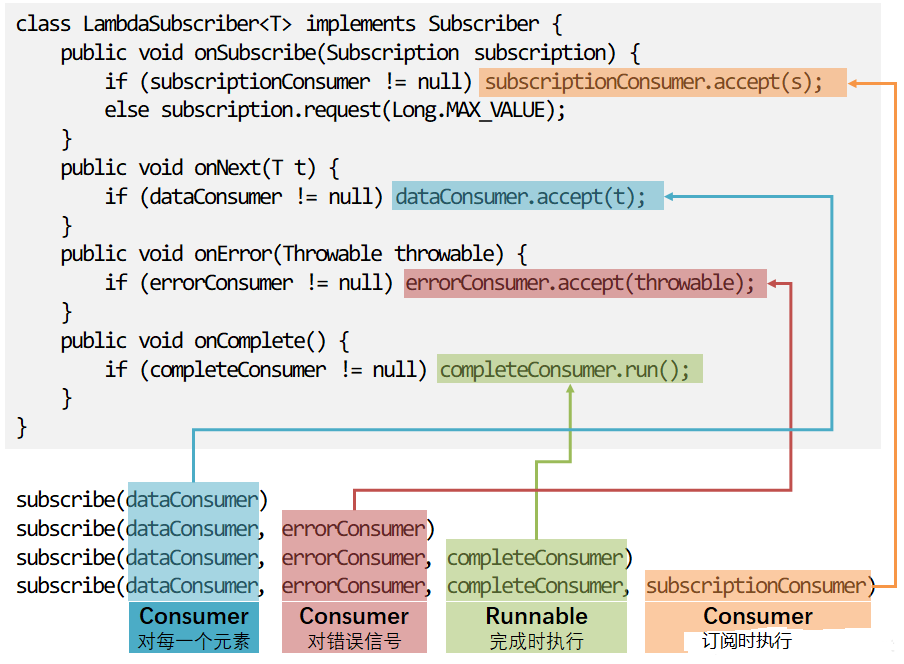 class LambdaSubscriber<T> implements Subscriber {
public void onSubscribe(Subscription subscription) {
if (subscriptionConsumer != null) subscriptionConsumer.accept(s);
else subscription.request(Long.MAX_VALUE);
}
public void onNext(T t) {
if (dataConsumer != null) dataConsumer.accept(t);
}
public void onError(Throwable throwable) {
if (errorConsumer != null) errorConsumer.accept(throwable);
}
public void onComplete() {
if (completeConsumer != null) completeConsumer.run();
}
}
subscribe(dataConsumer)
subscribe(dataConsumer, errorConsumer)
subscribe(dataConsumer, errorConsumer, completeConsumer)
subscribe(dataConsumer, errorConsumer, completeConsumer, subscriptionConsumer)
Consumer Consumer Runnable Consumer
对每一个元素 对错误信号 完成时执行 订阅时执行